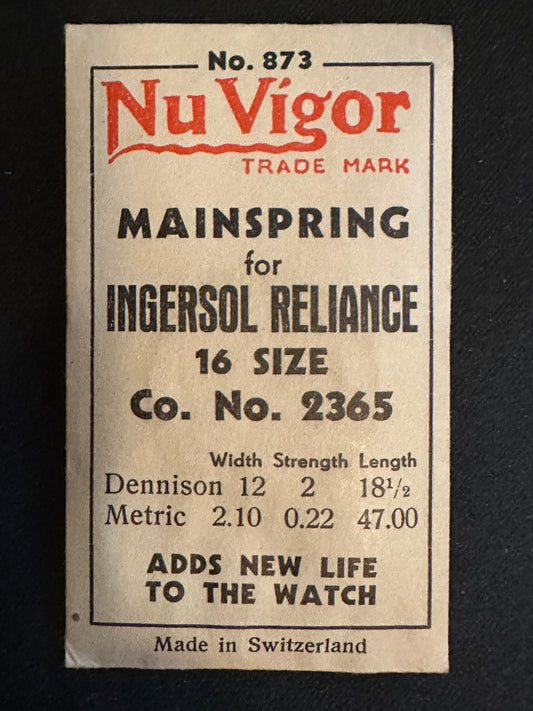 No. 873
Nu Vigor
TRADE MARK
MAINSPRING
for
INGERSOL RELIANCE
16 SIZE
Co. No. 2365
Width Strength Length
Dennison 12 2 18½
Metric 2.10 0.22 47.00
ADDS NEW LIFE
TO THE WATCH
Made in Switzerland